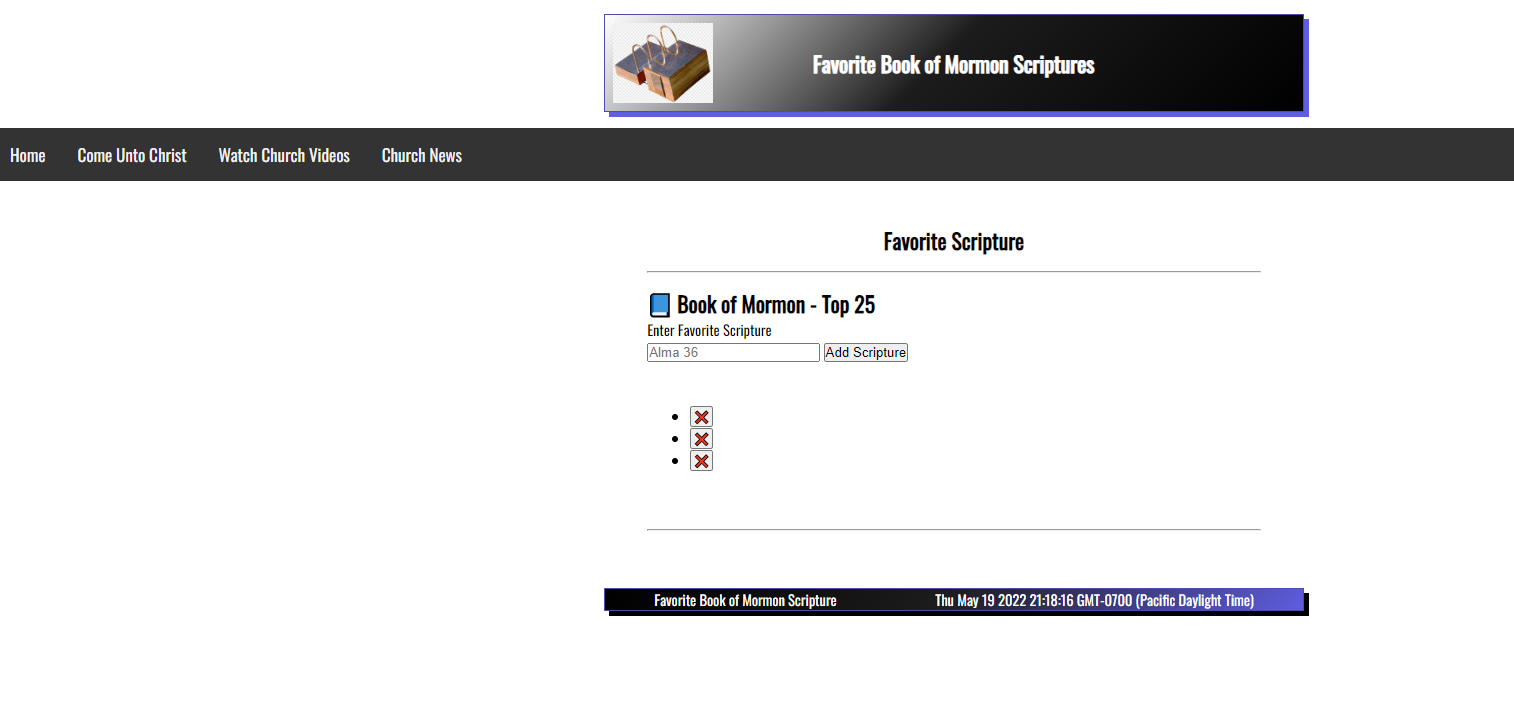 Favorite Book of Mormon Scriptures
Home Come Unto Christ Watch Church Videos Church News
Favorite Scripture
📘 Book of Mormon - Top 25
Enter Favorite Scripture
Alma 36 Add Scripture
• ❌
• ❌
• ❌
Favorite Book of Mormon Scripture Thu May 19 2022 21:18:16 GMT-0700 (Pacific Daylight Time)